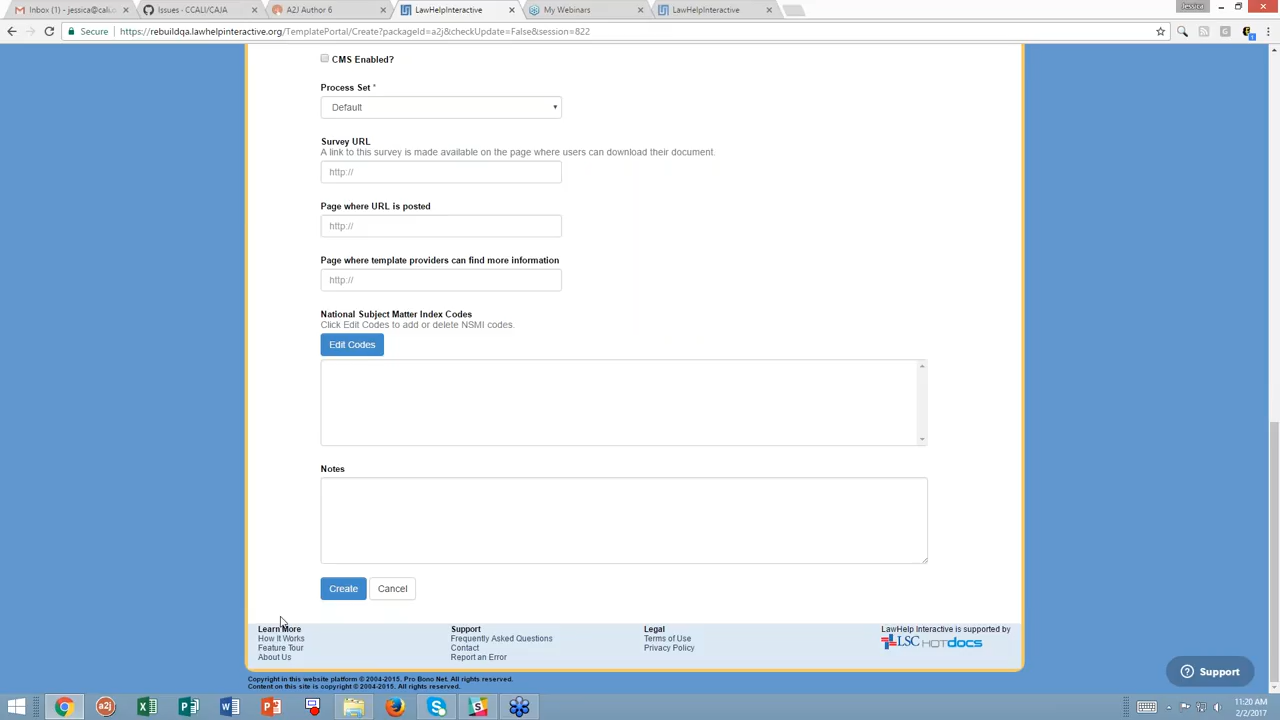 Inbox (1) - jessica@calico
Issues - CCALI/CAJA
A2J Author 6
LawHelpInteractive
My Webinars
LawHelpInteractive
Jessica
Secure
https://rebuildqa.lawhelpinteractive.org/TemplatePortal/Create?packageId=a2j&checkUpdate=False&session=822
CMS Enabled?
Process Set *
Default
Survey URL
A link to this survey is made available on the page where users can download their document.
http://
Page where URL is posted
http://
Page where template providers can find more information
http://
National Subject Matter Index Codes
Click Edit Codes to add or delete NSMI codes.
Edit Codes
Notes
Create
Cancel
Learn More
How It Works
Feature Tour
About Us
Support
Frequently Asked Questions
Contact
Report an Error
Legal
Terms of Use
Privacy Policy
LawHelp Interactive is supported by
LSC HOTDOCS
Copyright in this website platform © 2004-2015. Pro Bono Net. All rights reserved.
Content on this site is copyright © 2004-2015. All rights reserved.
Support
a2j
11:20 AM
2/2/2017